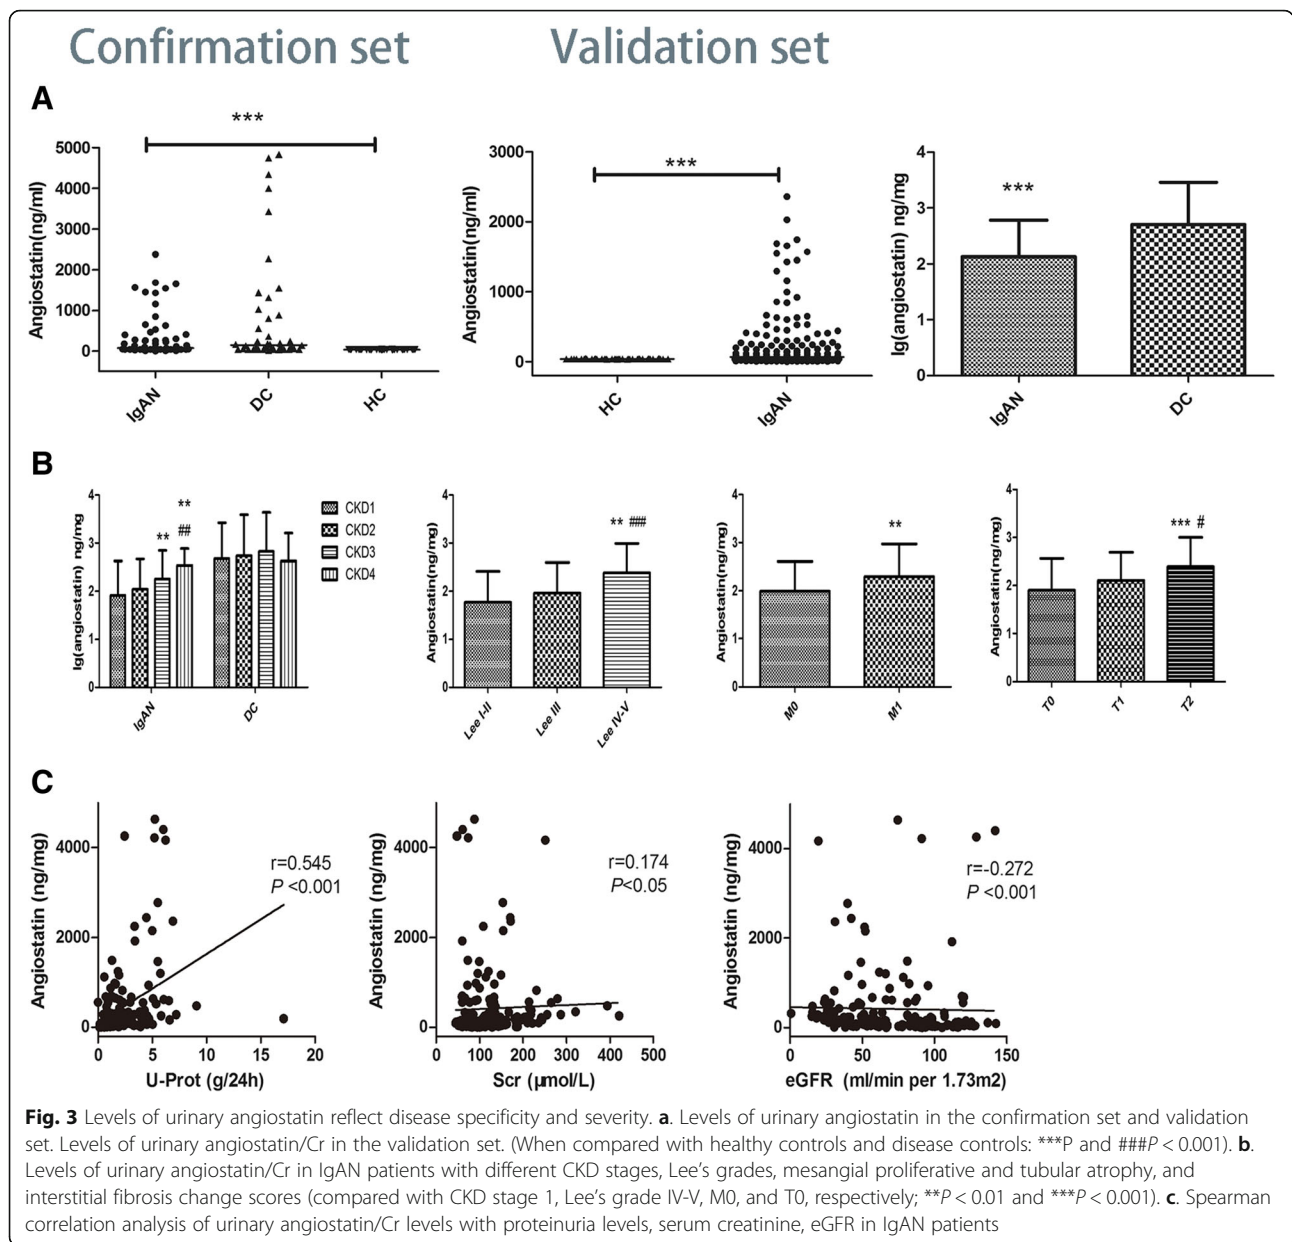 Confirmation set
Validation set
A
***
Angiostatin(ng/ml)
5000
4000
3000
2000
1000
0
IgAN
DC
HC
***
Angiostatin(ng/ml)
3000
2000
1000
0
HC
IgAN
***
lg(angiostatin) ng/mg
4
3
2
1
0
IgAN
DC
B
lg(angiostatin) ng/mg
4
3
2
1
0
**
**
##
IgAN
DC
CKD1
CKD2
CKD3
CKD4
Angiostatin(ng/mg)
4
3
2
1
0
** ###
Lee I-II
Lee III
Lee IV-V
Angiostatin(ng/mg)
4
3
2
1
0
**
M0
M1
Angiostatin(ng/mg)
4
3
2
1
0
*** #
T0
T1
T2
C
Angiostatin (ng/mg)
4000
2000
0
r=0.545
P <0.001
0
5
10
15
20
U-Prot (g/24h)
Angiostatin (ng/mg)
4000
2000
0
r=0.174
P<0.05
0
100
200
300
400
500
Scr (µmol/L)
Angiostatin (ng/mg)
4000
2000
0
r=-0.272
P <0.001
0
50
100
150
eGFR (ml/min per 1.73m2)
Fig. 3 Levels of urinary angiostatin reflect disease specificity and severity. a. Levels of urinary angiostatin in the confirmation set and validation
set. Levels of urinary angiostatin/Cr in the validation set. (When compared with healthy controls and disease controls: ***P and ###P < 0.001). b.
Levels of urinary angiostatin/Cr in IgAN patients with different CKD stages, Lee's grades, mesangial proliferative and tubular atrophy, and
interstitial fibrosis change scores (compared with CKD stage 1, Lee's grade IV-V, M0, and T0, respectively; **P < 0.01 and ***P < 0.001). c. Spearman
correlation analysis of urinary angiostatin/Cr levels with proteinuria levels, serum creatinine, eGFR in IgAN patients